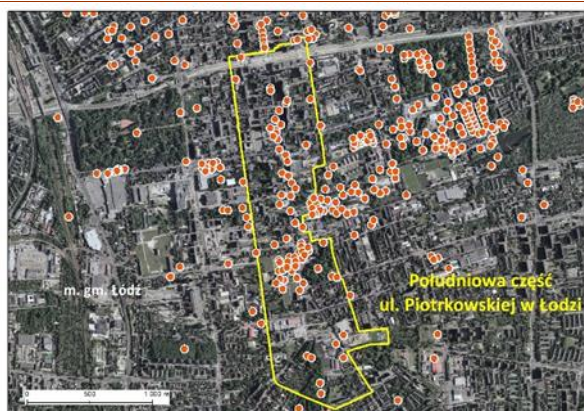 m. gm. Łódź
Południowa część
ul. Piotrkowskiej w Łodzi
0 500 1 000 m